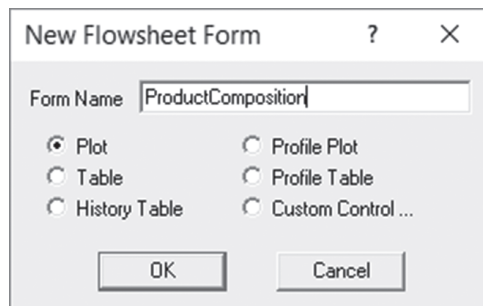 New Flowsheet Form ? ×
Form Name ProductComposition
Plot Profile Plot
Table Profile Table
History Table Custom Control ...
OK Cancel